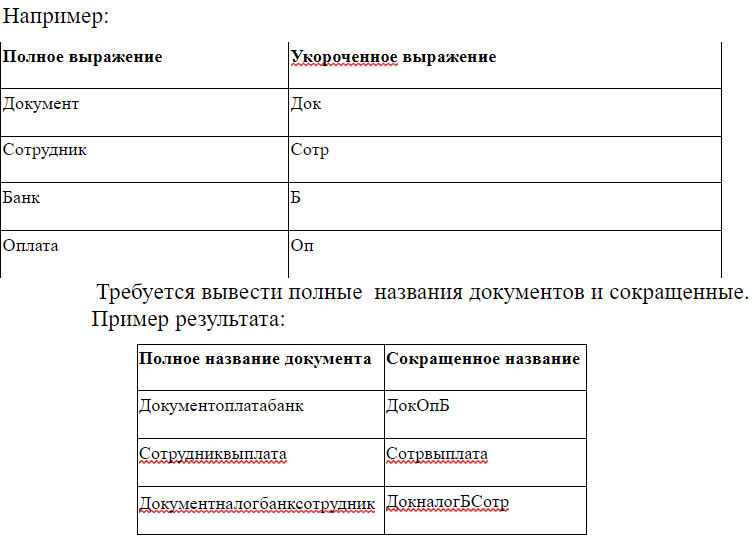 Например:
Полное выражение Укороченное выражение
Документ Док
Сотрудник Сотр
Банк Б
Оплата Оп
Требуется вывести полные названия документов и сокращенные.
Пример результата:
Полное название документа Сокращенное название
Документоплатабанк ДокОпБ
Сотрудниквыплата Сотрвыплата
Документналогбанксотрудник ДокналогБСотр